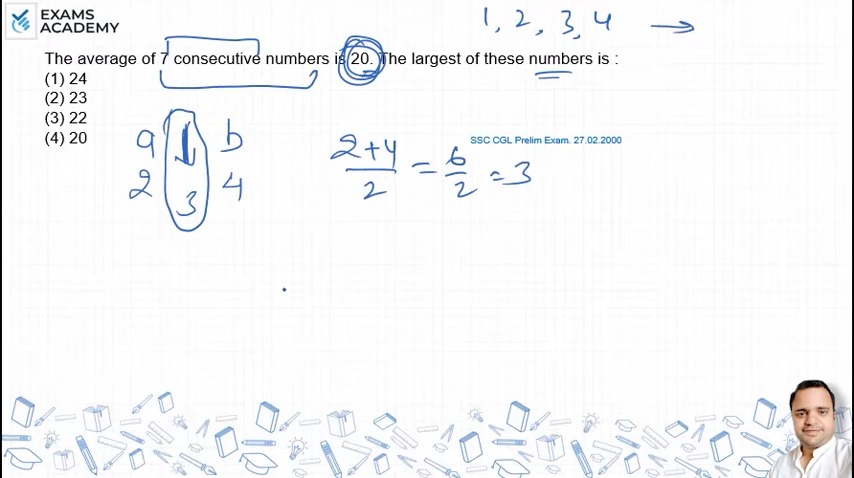 EXAMS
ACADEMY
1, 2, 3, 4 →
The average of 7 consecutive numbers is 20. The largest of these numbers is :
(1) 24
(2) 23
(3) 22
(4) 20
SSC CGL Prelim Exam. 27.02.2000
a b
2 3 4
2+4/2 = 6/2 = 3